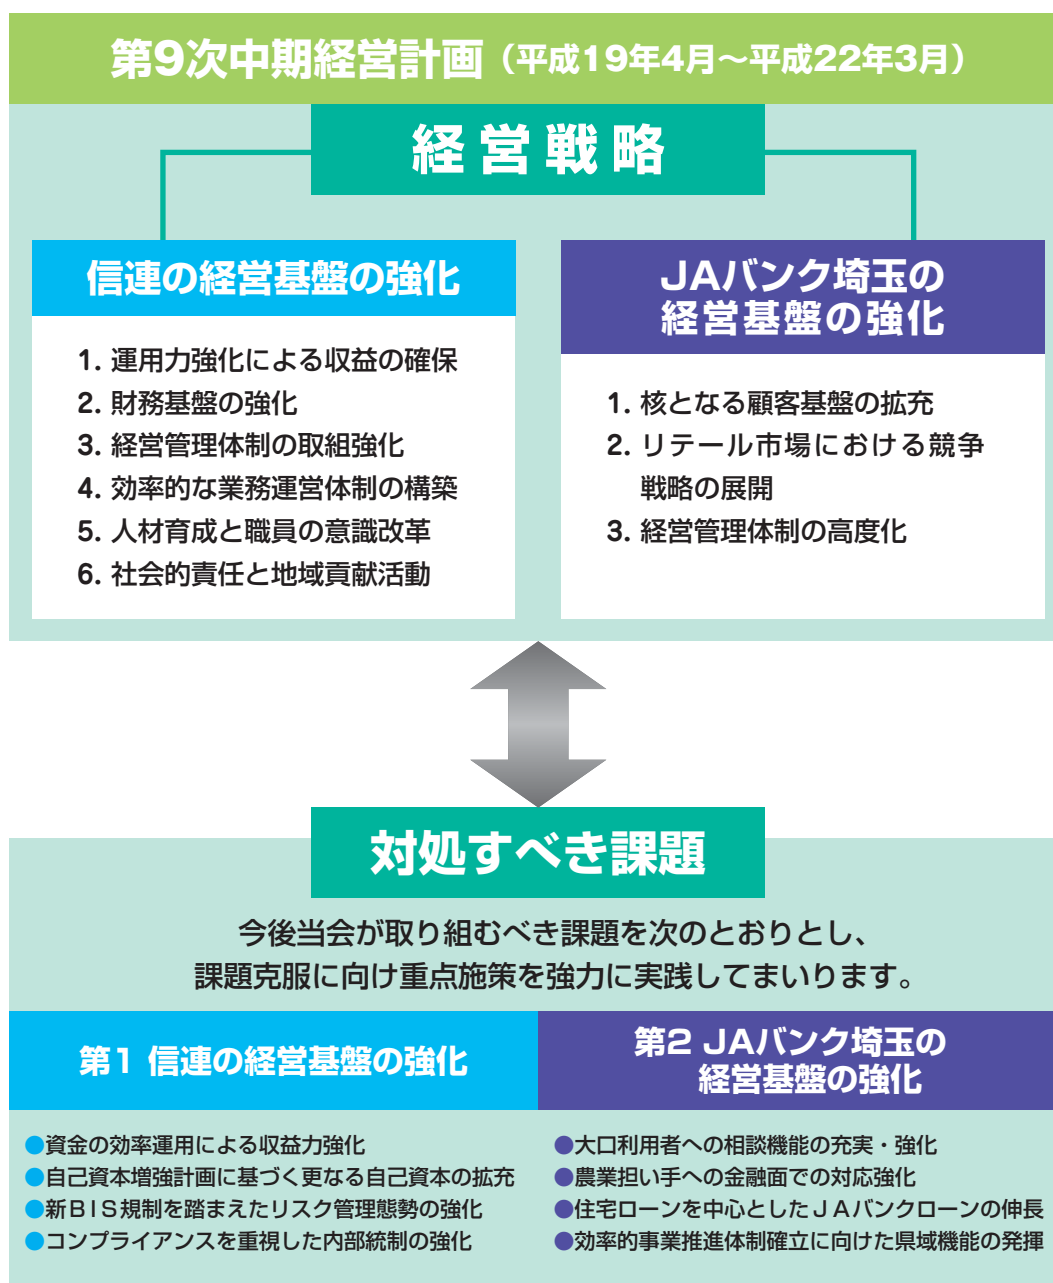 第9次中期経営計画（平成19年4月～平成22年3月）
経営戦略
信連の経営基盤の強化
1. 運用力強化による収益の確保
2. 財務基盤の強化
3. 経営管理体制の取組強化
4. 効率的な業務運営体制の構築
5. 人材育成と職員の意識改革
6. 社会的責任と地域貢献活動
JAバンク埼玉の
経営基盤の強化
1. 核となる顧客基盤の拡充
2. リテール市場における競争
戦略の展開
3. 経営管理体制の高度化
対処すべき課題
今後当会が取り組むべき課題を次のとおりとし、
課題克服に向け重点施策を強力に実践してまいります。
第1 信連の経営基盤の強化
●資金の効率運用による収益力強化
●自己資本増強計画に基づく更なる自己資本の拡充
●新BIS規制を踏まえたリスク管理態勢の強化
●コンプライアンスを重視した内部統制の強化
第2 JAバンク埼玉の
経営基盤の強化
●大口利用者への相談機能の充実・強化
●農業担い手への金融面での対応強化
●住宅ローンを中心としたJAバンクローンの伸長
●効率的事業推進体制確立に向けた県域機能の発揮